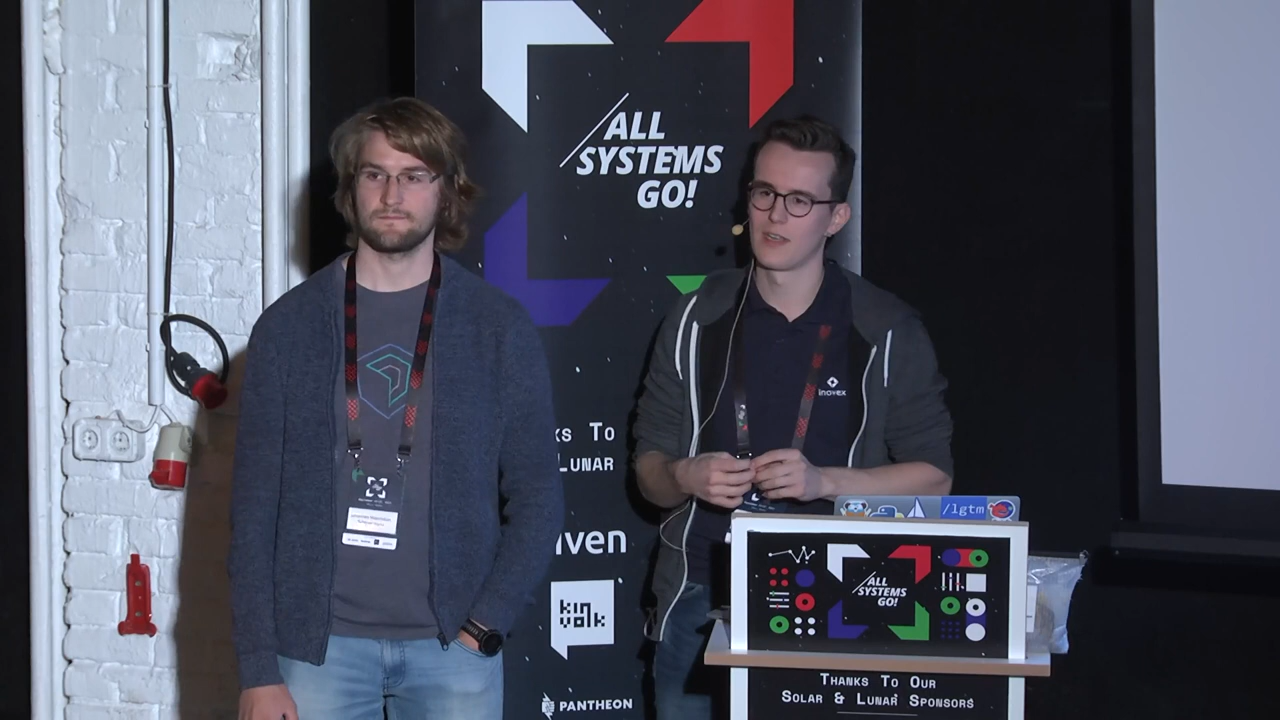 ALL
SYSTEMS
GO!
ks To
Lunar
iven
kin
volk
PANTHEON
inovex
/lgtm
ALL
SYSTEMS
GO!
Thanks To Our
Solar & Lunar Sponsors